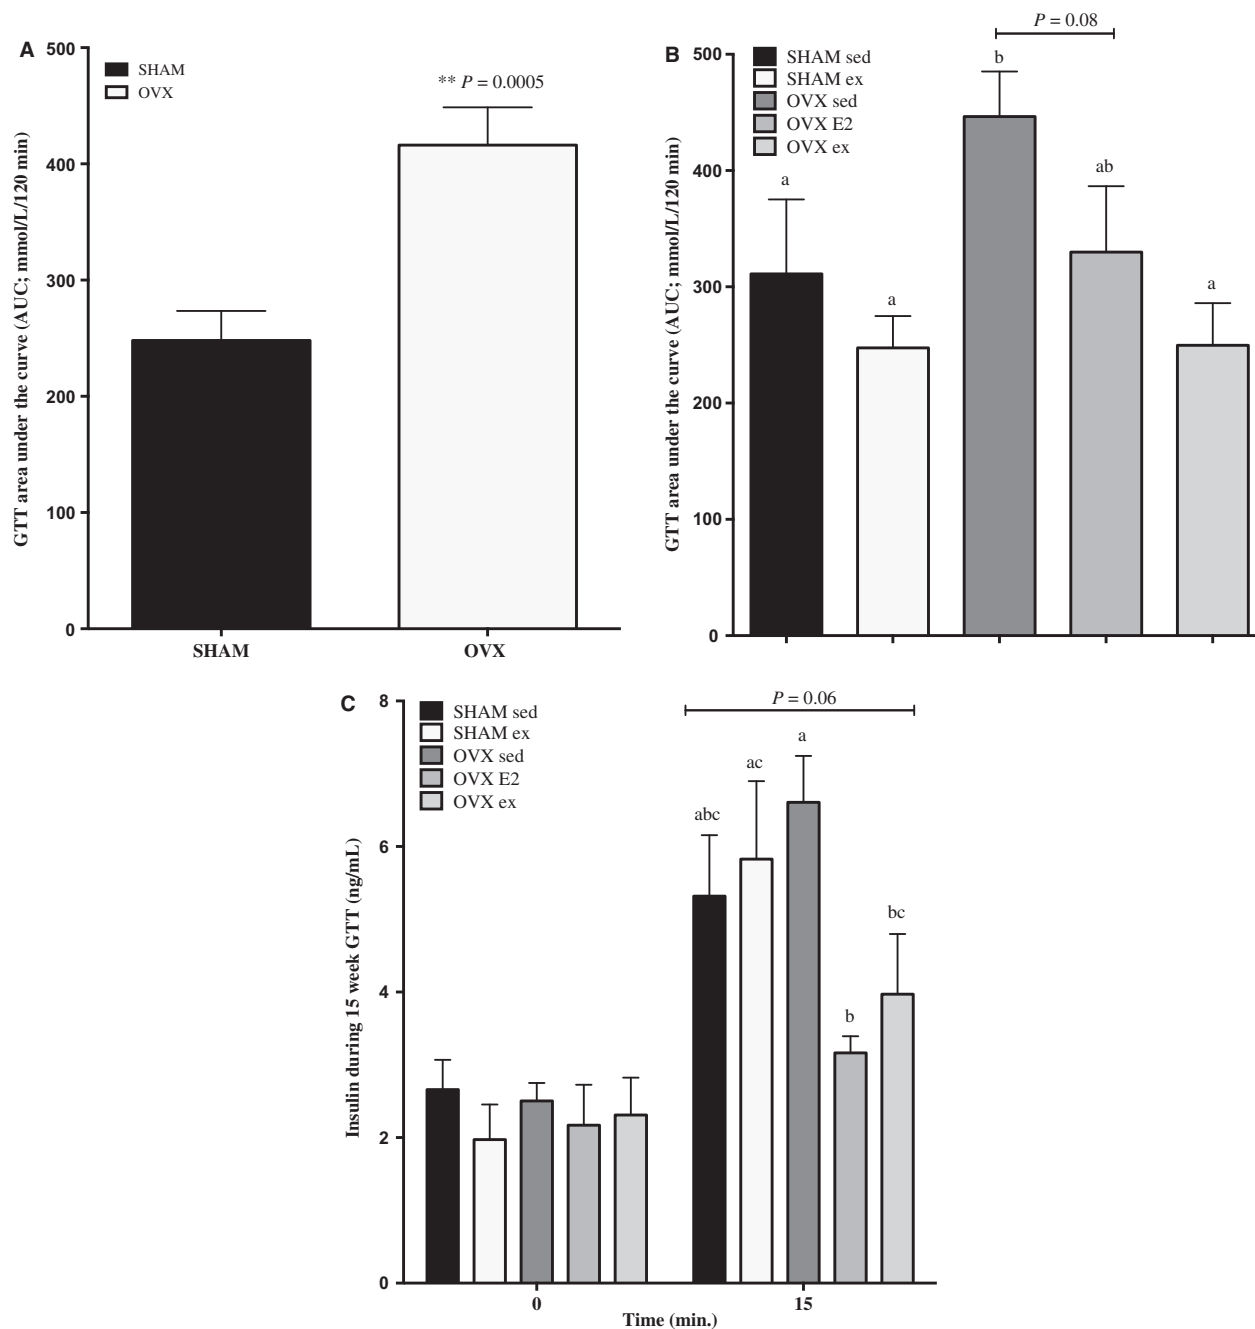 A
500
SHAM
OVX
** P = 0.0005
400
300
200
100
0
GTT area under the curve (AUC; mmol/L/120 min)
SHAM
OVX
P = 0.08
B
500
SHAM sed
SHAM ex
OVX sed
OVX E2
OVX ex
b
400
a
ab
300
a
a
200
100
0
GTT area under the curve (AUC; mmol/L/120 min)
C
8
SHAM sed
SHAM ex
OVX sed
OVX E2
OVX ex
P = 0.06
a
ac
abc
6
bc
4
b
2
0
Insulin during 15 week GTT (ng/mL)
0
15
Time (min.)